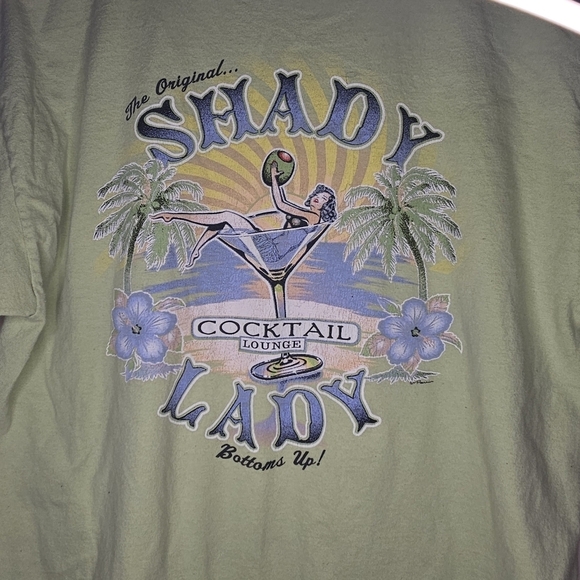 The Original...
SHADY
COCKTAIL
LOUNGE
LADY
Bottoms Up!